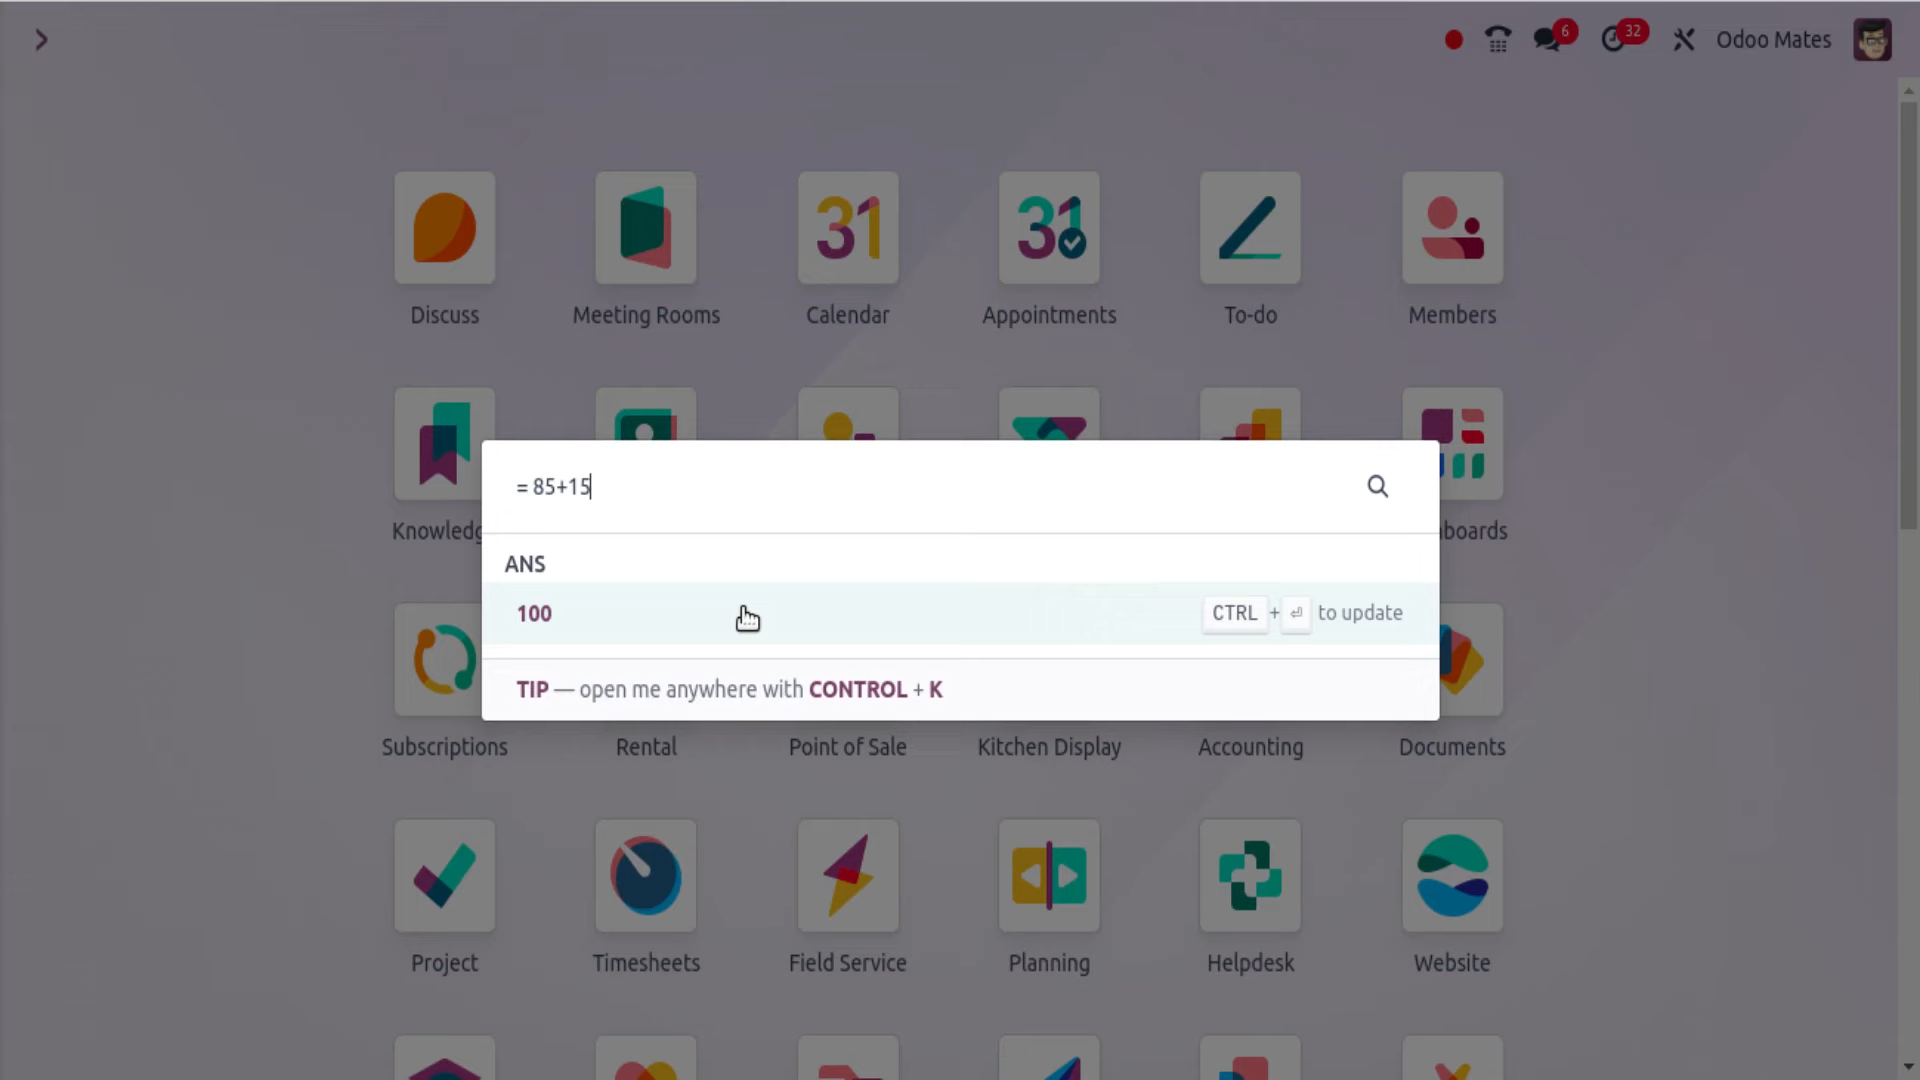 6
32
Odoo Mates
31
31
Discuss
Meeting Rooms
Calendar
Appointments
To-do
Members
= 85+15
Knowledg
boards
ANS
100
CTRL + ⏎ to update
TIP — open me anywhere with CONTROL + K
Subscriptions
Rental
Point of Sale
Kitchen Display
Accounting
Documents
Project
Timesheets
Field Service
Planning
Helpdesk
Website